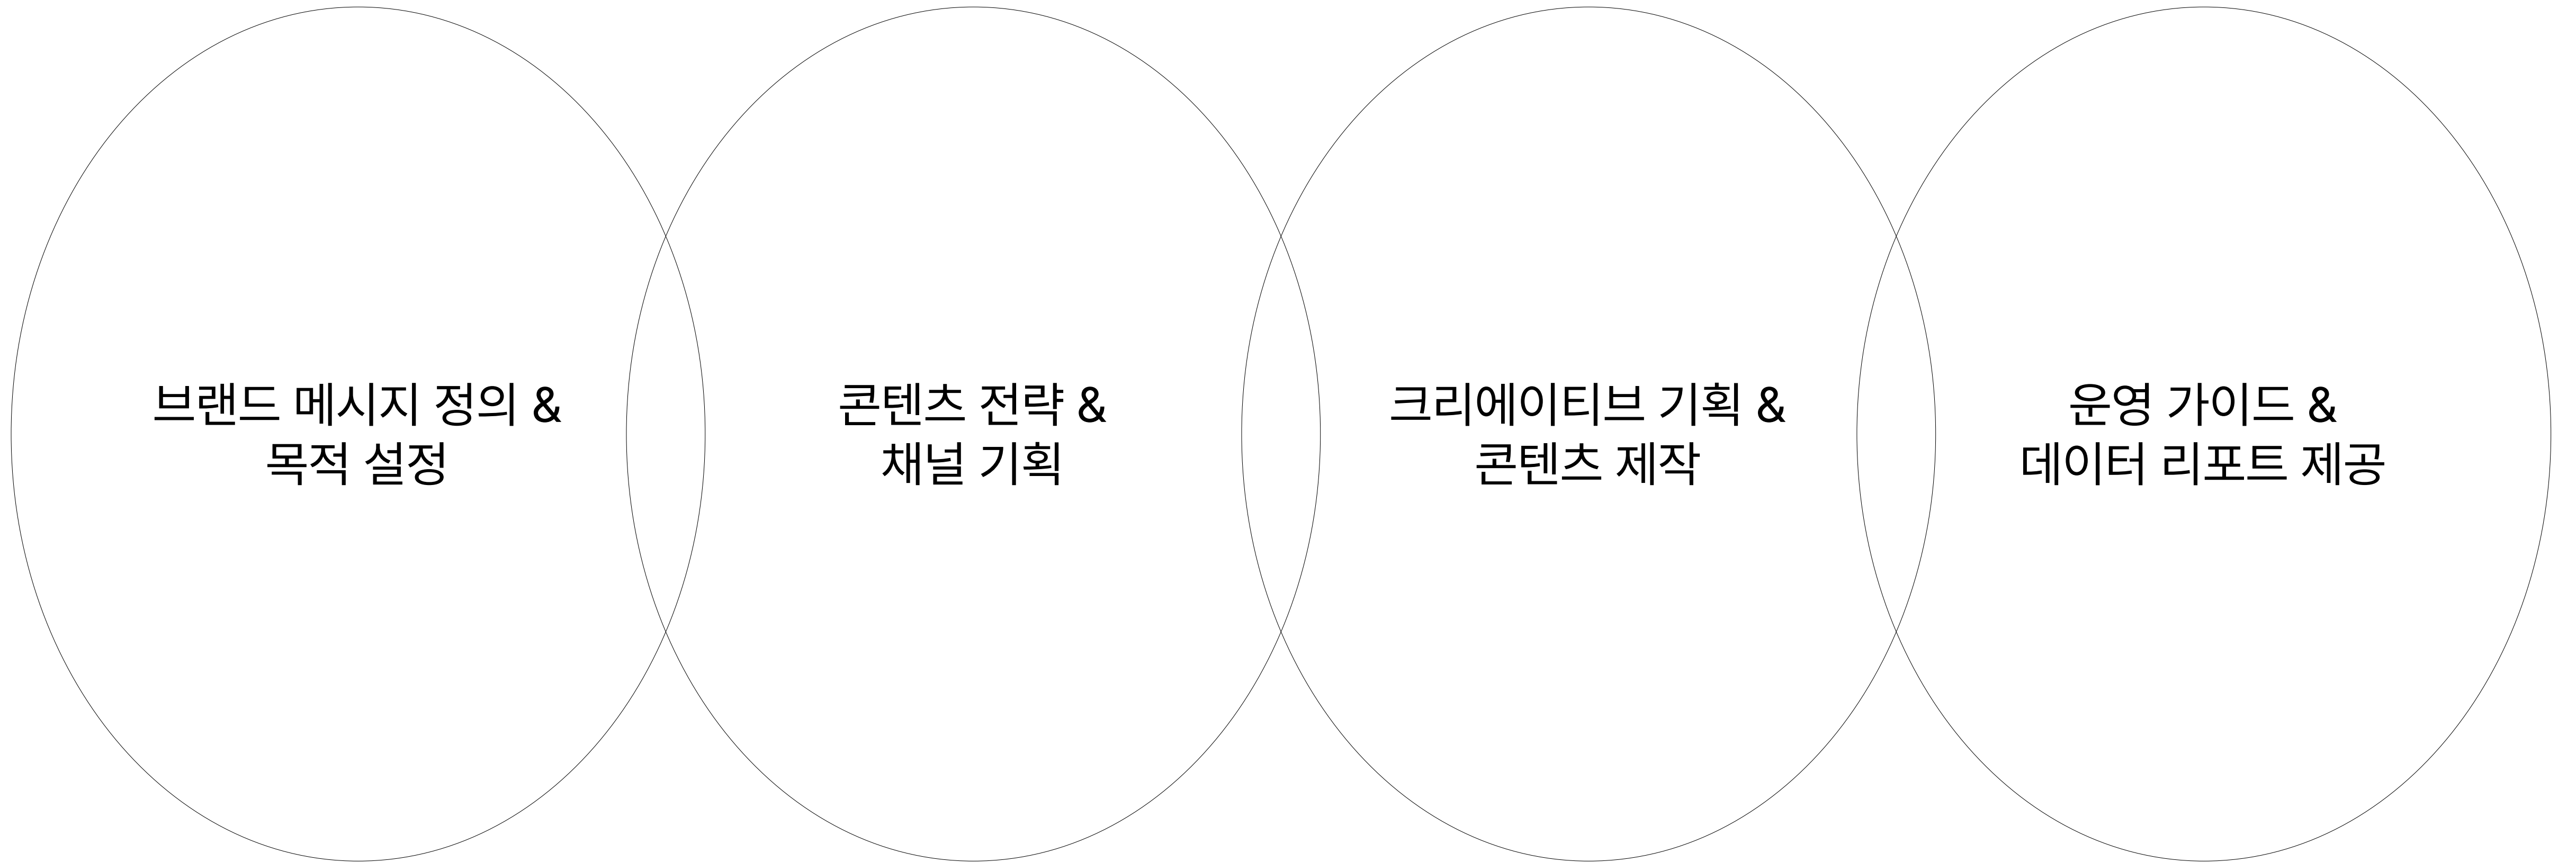 브랜드 메시지 정의 &
목적 설정
콘텐츠 전략 &
채널 기획
크리에이티브 기획 &
콘텐츠 제작
운영 가이드 &
데이터 리포트 제공